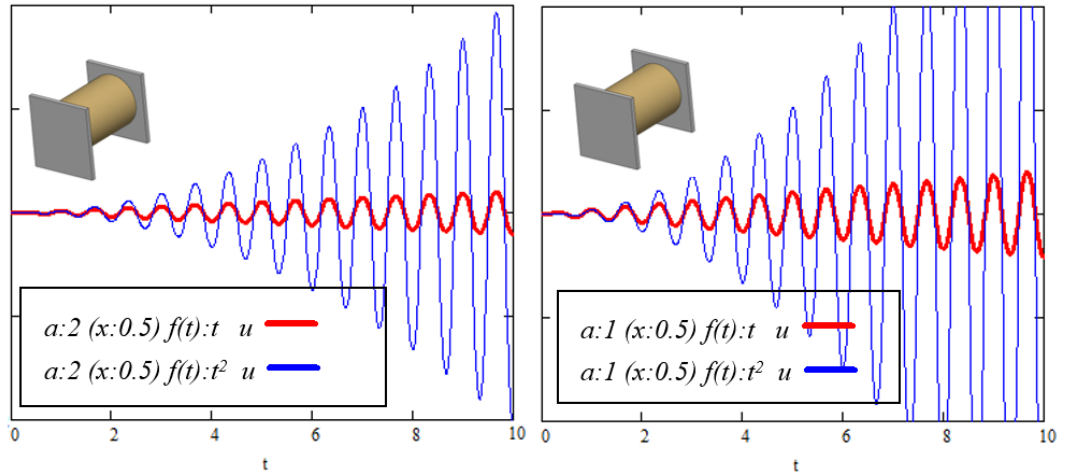 a:2 (x:0.5) f(t):t u
a:2 (x:0.5) f(t):t² u
0 2 4 6 8 10
t
a:1 (x:0.5) f(t):t u
a:1 (x:0.5) f(t):t² u
0 2 4 6 8 10
t